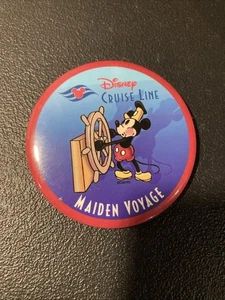 Disney
CRUISE LINE
MAIDEN VOYAGE